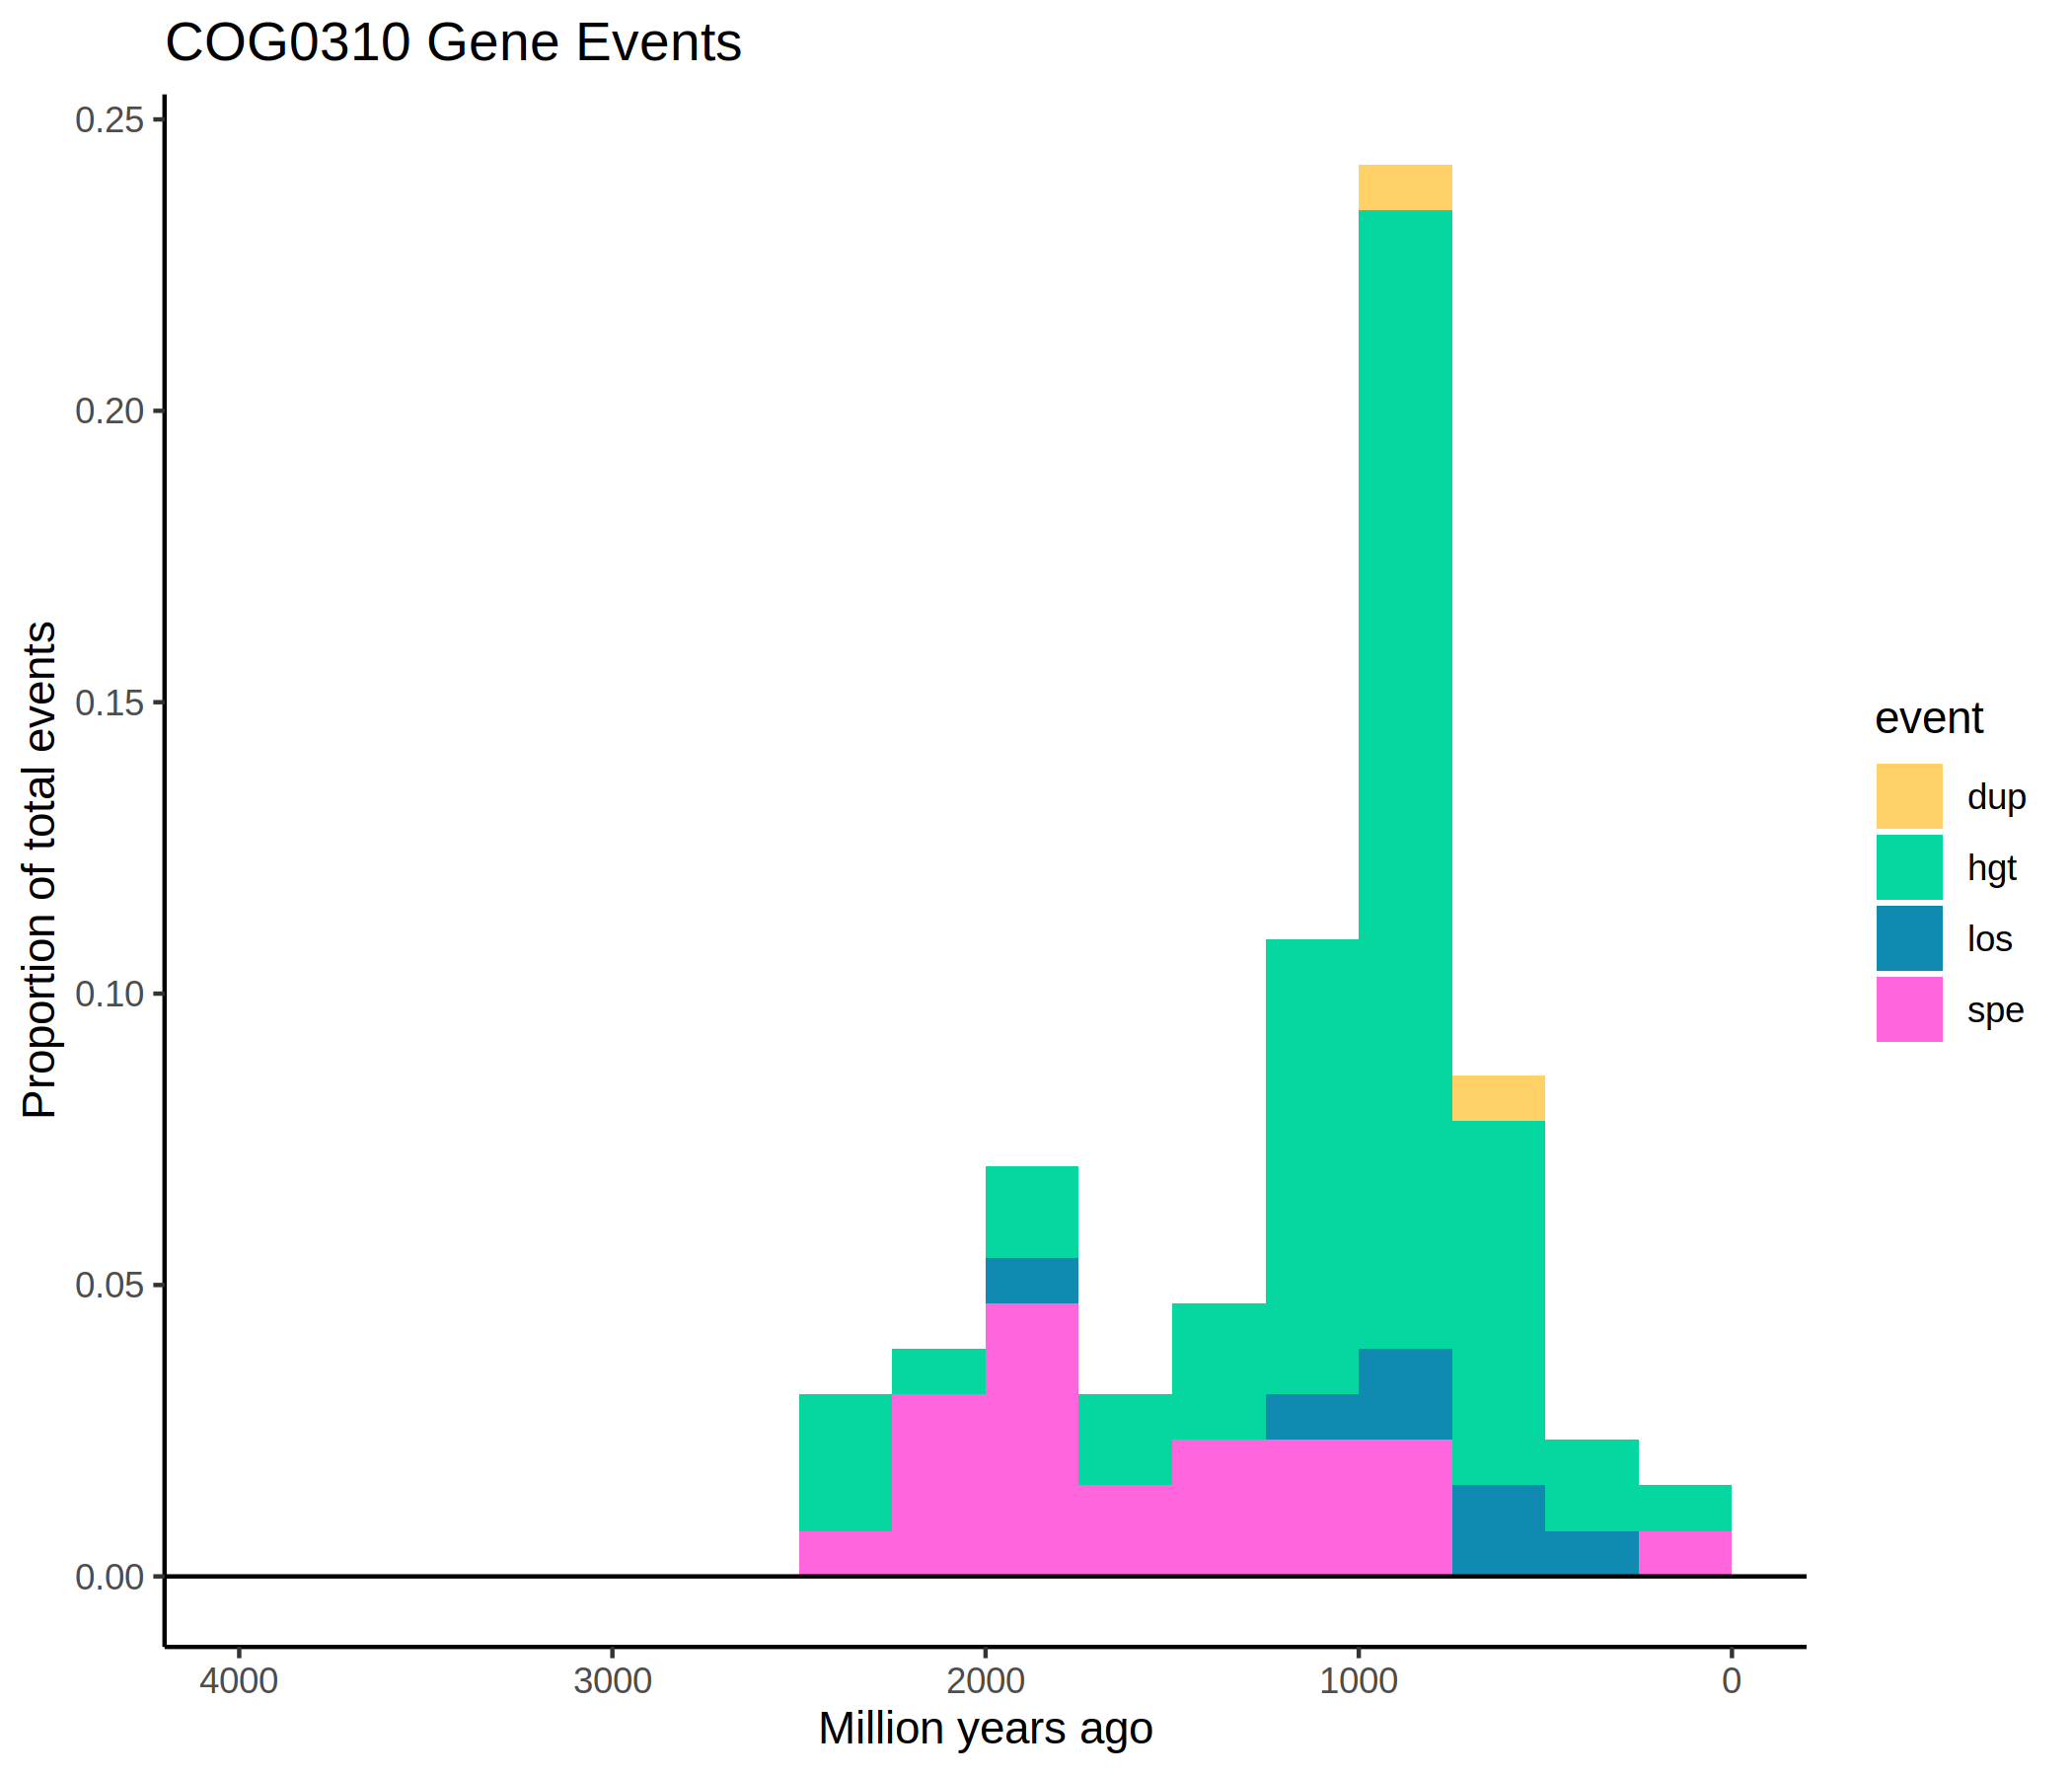 COG0310 Gene Events
0.25
0.20
0.15
0.10
0.05
0.00
Proportion of total events
4000 3000 2000 1000 0
Million years ago
event
dup
hgt
los
spe